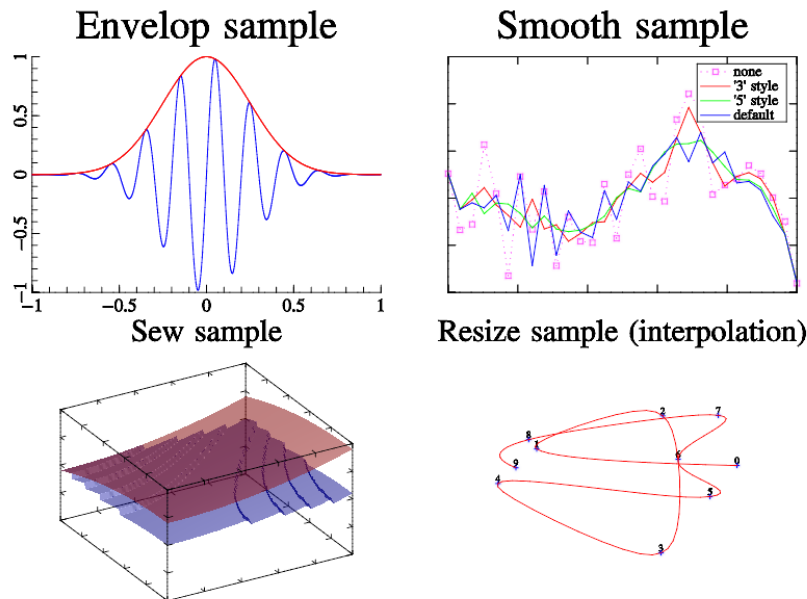 Envelop sample
1
0.5
0
−0.5
−1
−1
−0.5
0
0.5
1
Smooth sample
none
'3' style
'5' style
default
Sew sample
Resize sample (interpolation)
2
7
8
1
6
0
9
4
5
3